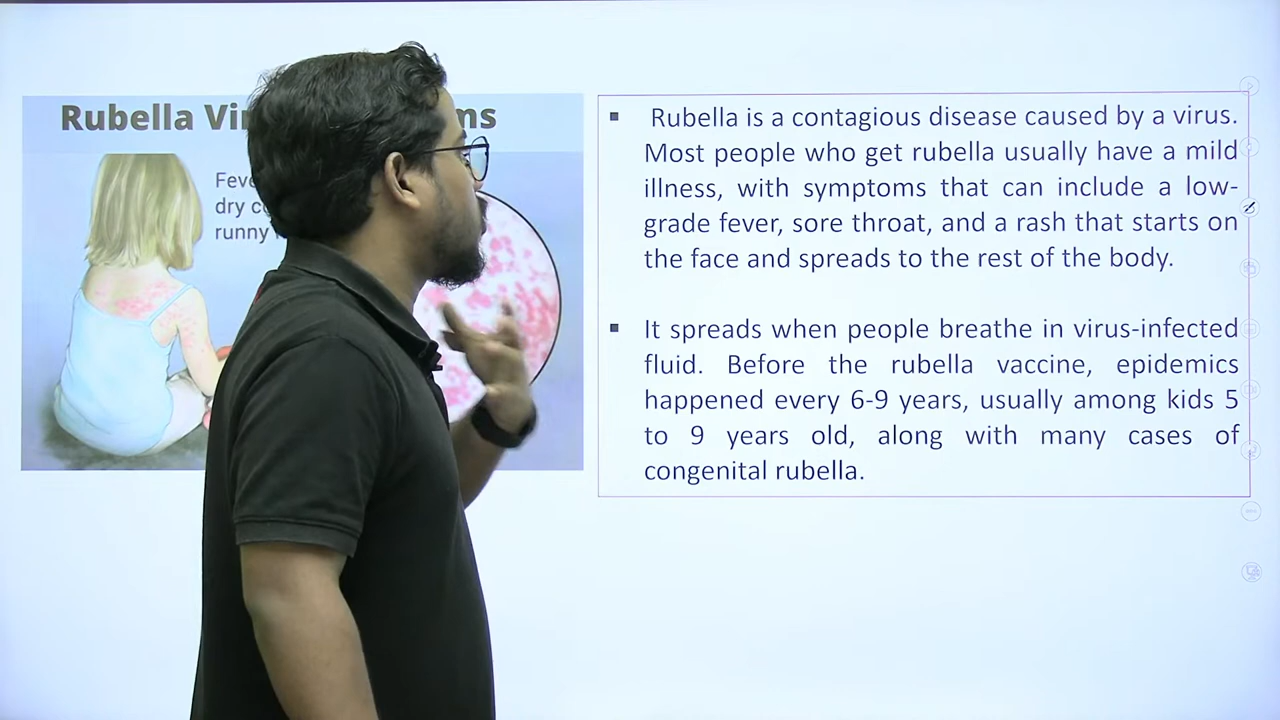 Rubella
Rubella is a contagious disease caused by a virus.
Most people who get rubella usually have a mild
illness, with symptoms that can include a low-
grade fever, sore throat, and a rash that starts on
the face and spreads to the rest of the body.
dry
runny
It spreads when people breathe in virus-infected
fluid. Before the rubella vaccine, epidemics
happened every 6-9 years, usually among kids 5
to 9 years old, along with many cases of
congenital rubella.